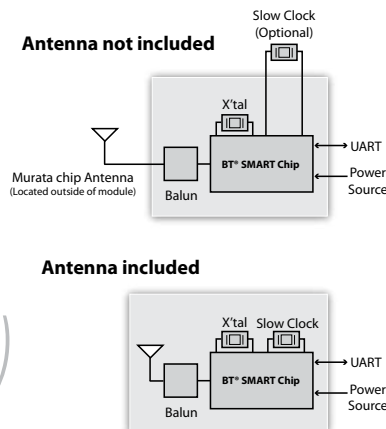 Slow Clock
(Optional)
Antenna not included
X'tal
BT® SMART Chip
UART
Power
Source
Murata chip Antenna
(Located outside of module)
Balun
Antenna included
X'tal Slow Clock
BT® SMART Chip
UART
Power
Source
Balun